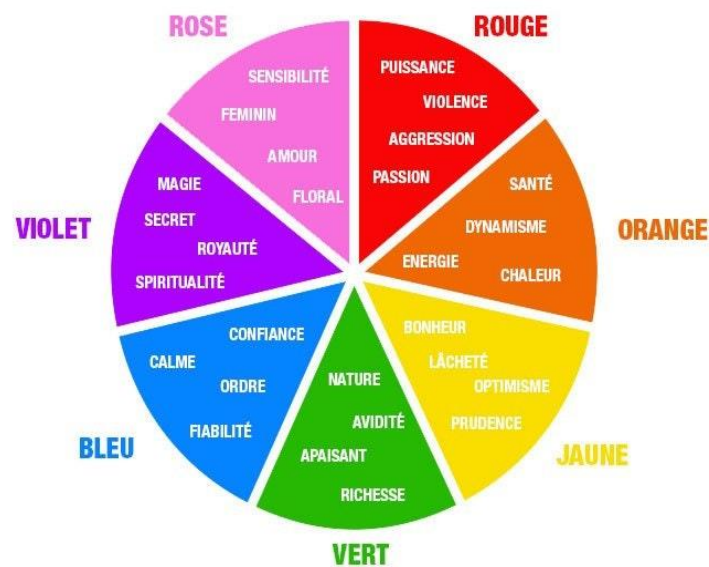 ROSE
SENSIBILITÉ
FEMININ
AMOUR
FLORAL
ROUGE
PUISSANCE
VIOLENCE
AGGRESSION
PASSION
ORANGE
SANTÉ
DYNAMISME
ENERGIE
CHALEUR
JAUNE
BONHEUR
LÂCHETÉ
OPTIMISME
PRUDENCE
VERT
NATURE
AVIDITÉ
APAISANT
RICHESSE
BLEU
CONFIANCE
CALME
ORDRE
FIABILITÉ
VIOLET
MAGIE
SECRET
ROYAUTÉ
SPIRITUALITÉ